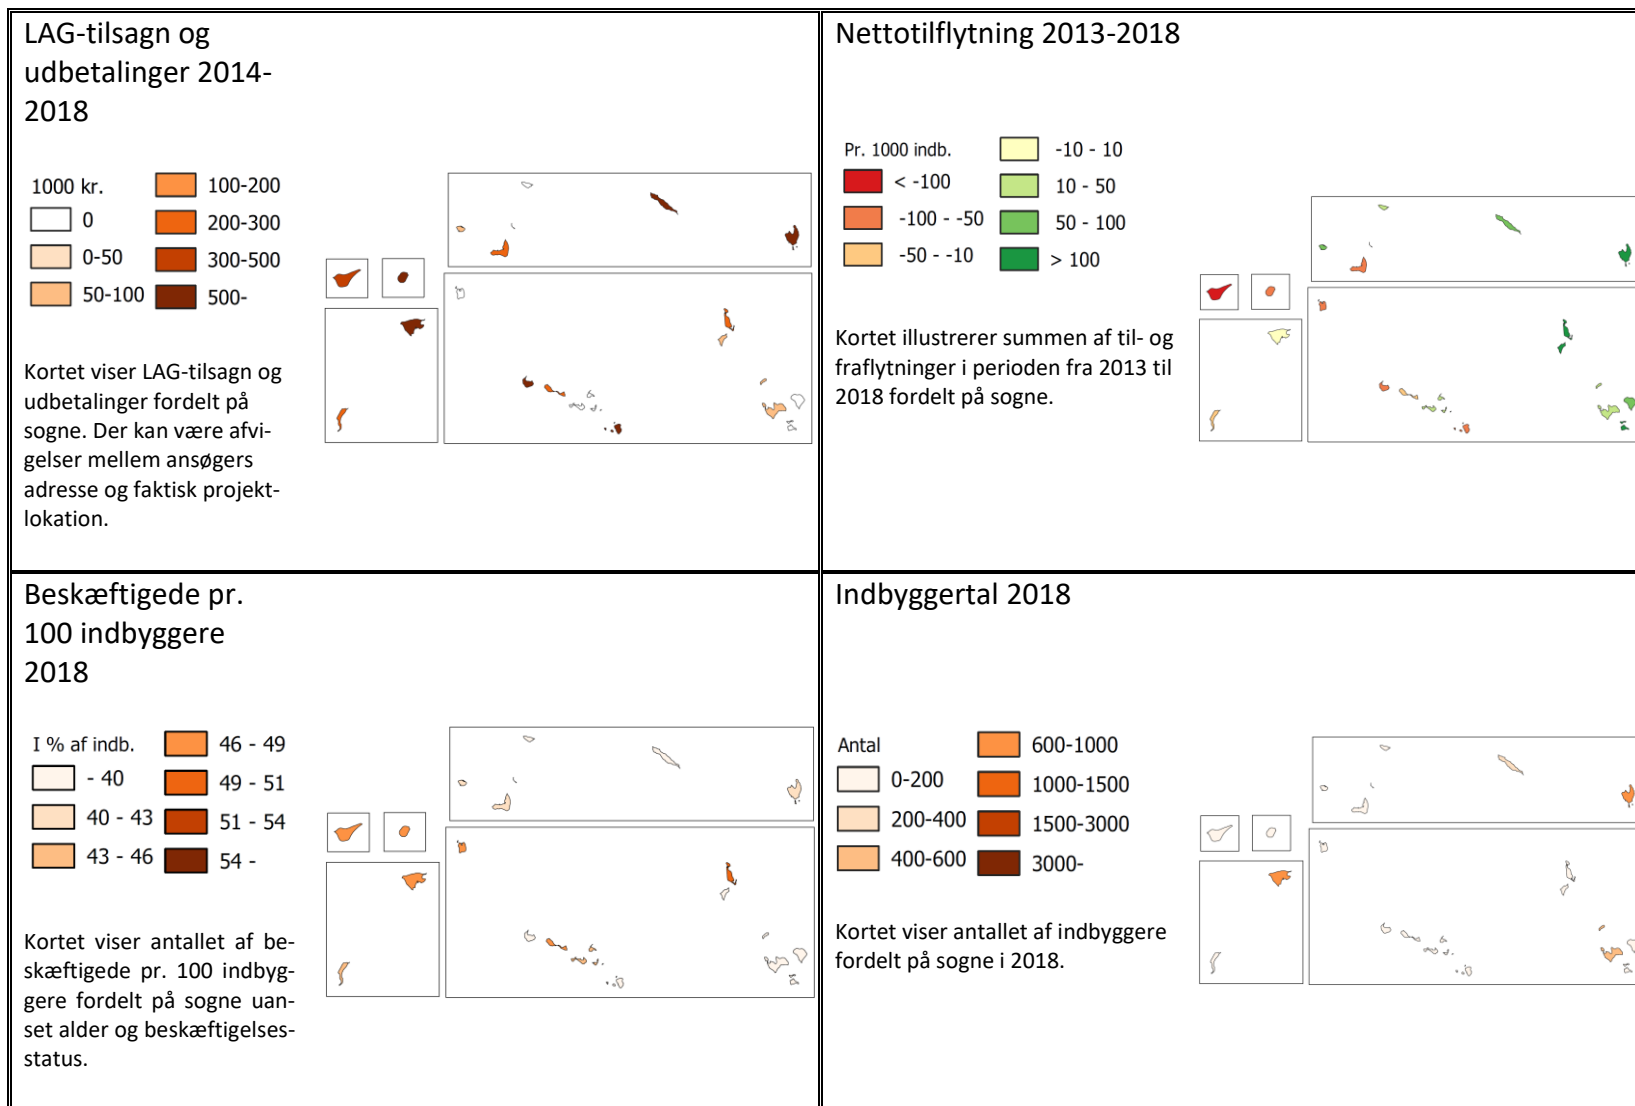 LAG-tilsagn og
udbetalinger 2014-
2018
1000 kr.
0
0-50
50-100
100-200
200-300
300-500
500-
Kortet viser LAG-tilsagn og
udbetalinger fordelt på
sogne. Der kan være afvi-
gelser mellem ansøgers
adresse og faktisk projekt-
lokation.
Nettotilflytning 2013-2018
Pr. 1000 indb.
< -100
-100 - -50
-50 - -10
-10 - 10
10 - 50
50 - 100
> 100
Kortet illustrerer summen af til- og
fraflytninger i perioden fra 2013 til
2018 fordelt på sogne.
Beskæftigede pr.
100 indbyggere
2018
I % af indb.
- 40
40 - 43
43 - 46
46 - 49
49 - 51
51 - 54
54 -
Kortet viser antallet af be-
skæftigede pr. 100 indbyg-
gere fordelt på sogne uan-
set alder og beskæftigelses-
status.
Indbyggertal 2018
Antal
0-200
200-400
400-600
600-1000
1000-1500
1500-3000
3000-
Kortet viser antallet af indbyggere
fordelt på sogne i 2018.